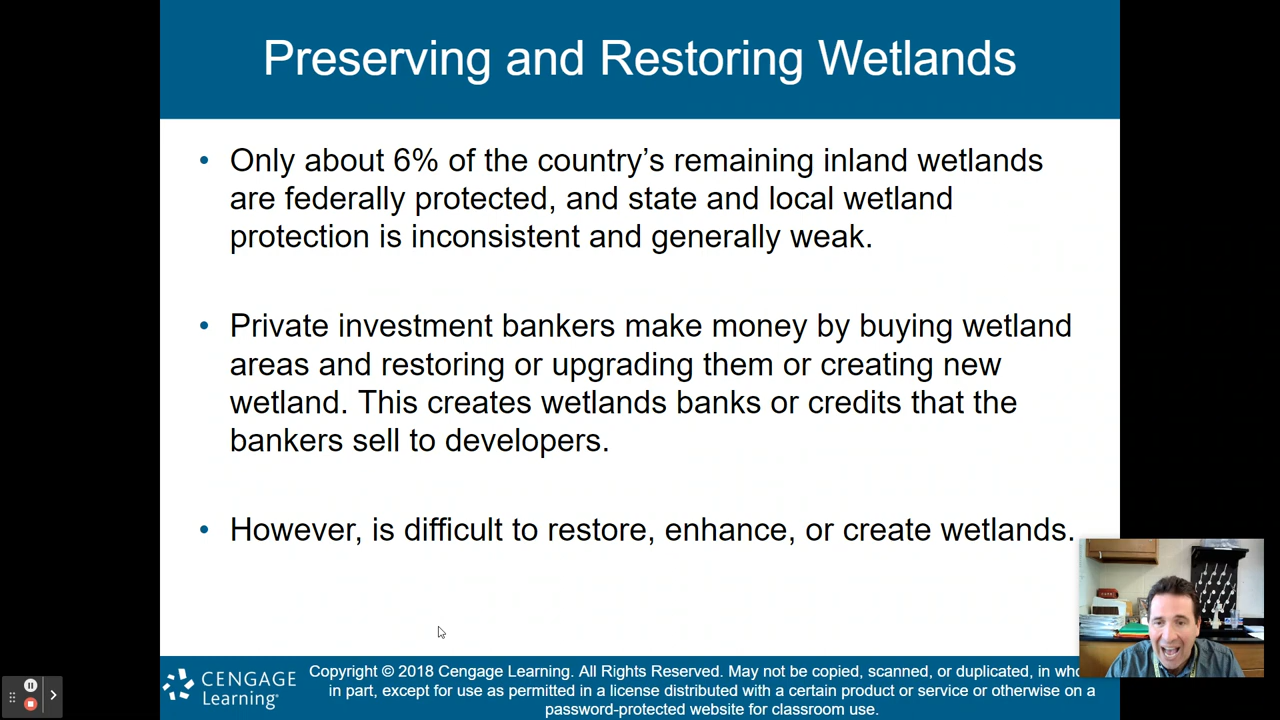 Preserving and Restoring Wetlands
• Only about 6% of the country's remaining inland wetlands
are federally protected, and state and local wetland
protection is inconsistent and generally weak.
• Private investment bankers make money by buying wetland
areas and restoring or upgrading them or creating new
wetland. This creates wetlands banks or credits that the
bankers sell to developers.
• However, is difficult to restore, enhance, or create wetlands.
CENGAGE
Learning®
Copyright © 2018 Cengage Learning. All Rights Reserved. May not be copied, scanned, or duplicated, in
in part, except for use as permitted in a license distributed with a certain product or service or otherwise on a
password-protected website for classroom use.